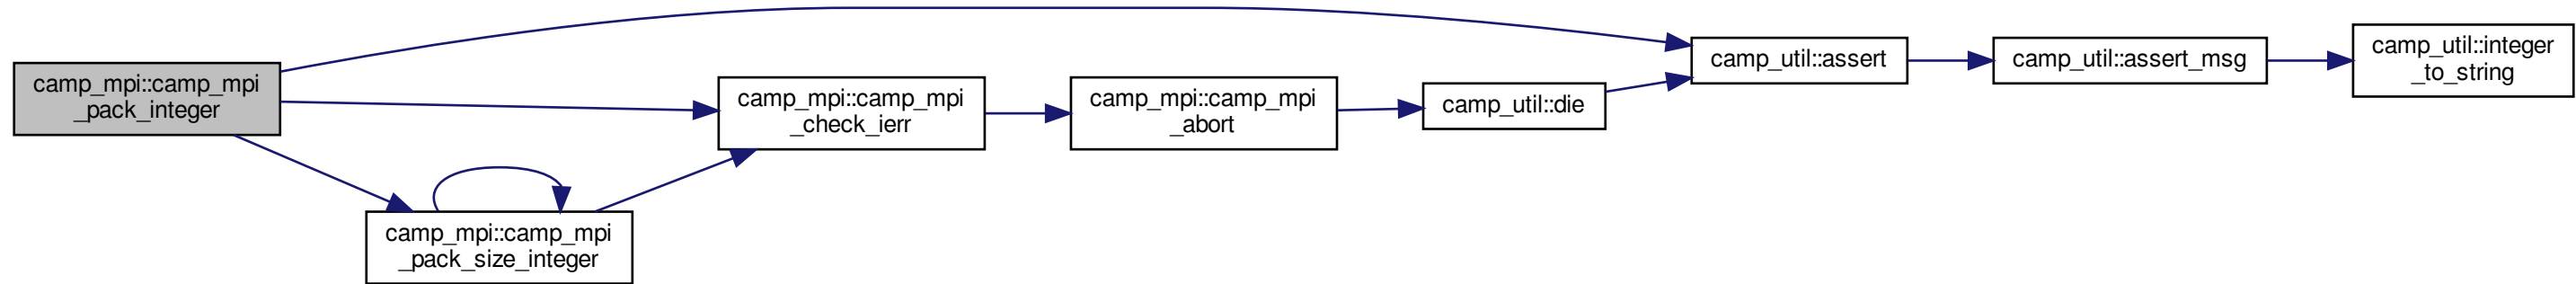 camp_mpi::camp_mpi
_pack_integer
camp_mpi::camp_mpi
_pack_size_integer
camp_mpi::camp_mpi
_check_ierr
camp_mpi::camp_mpi
_abort
camp_util::die
camp_util::assert
camp_util::assert_msg
camp_util::integer
_to_string